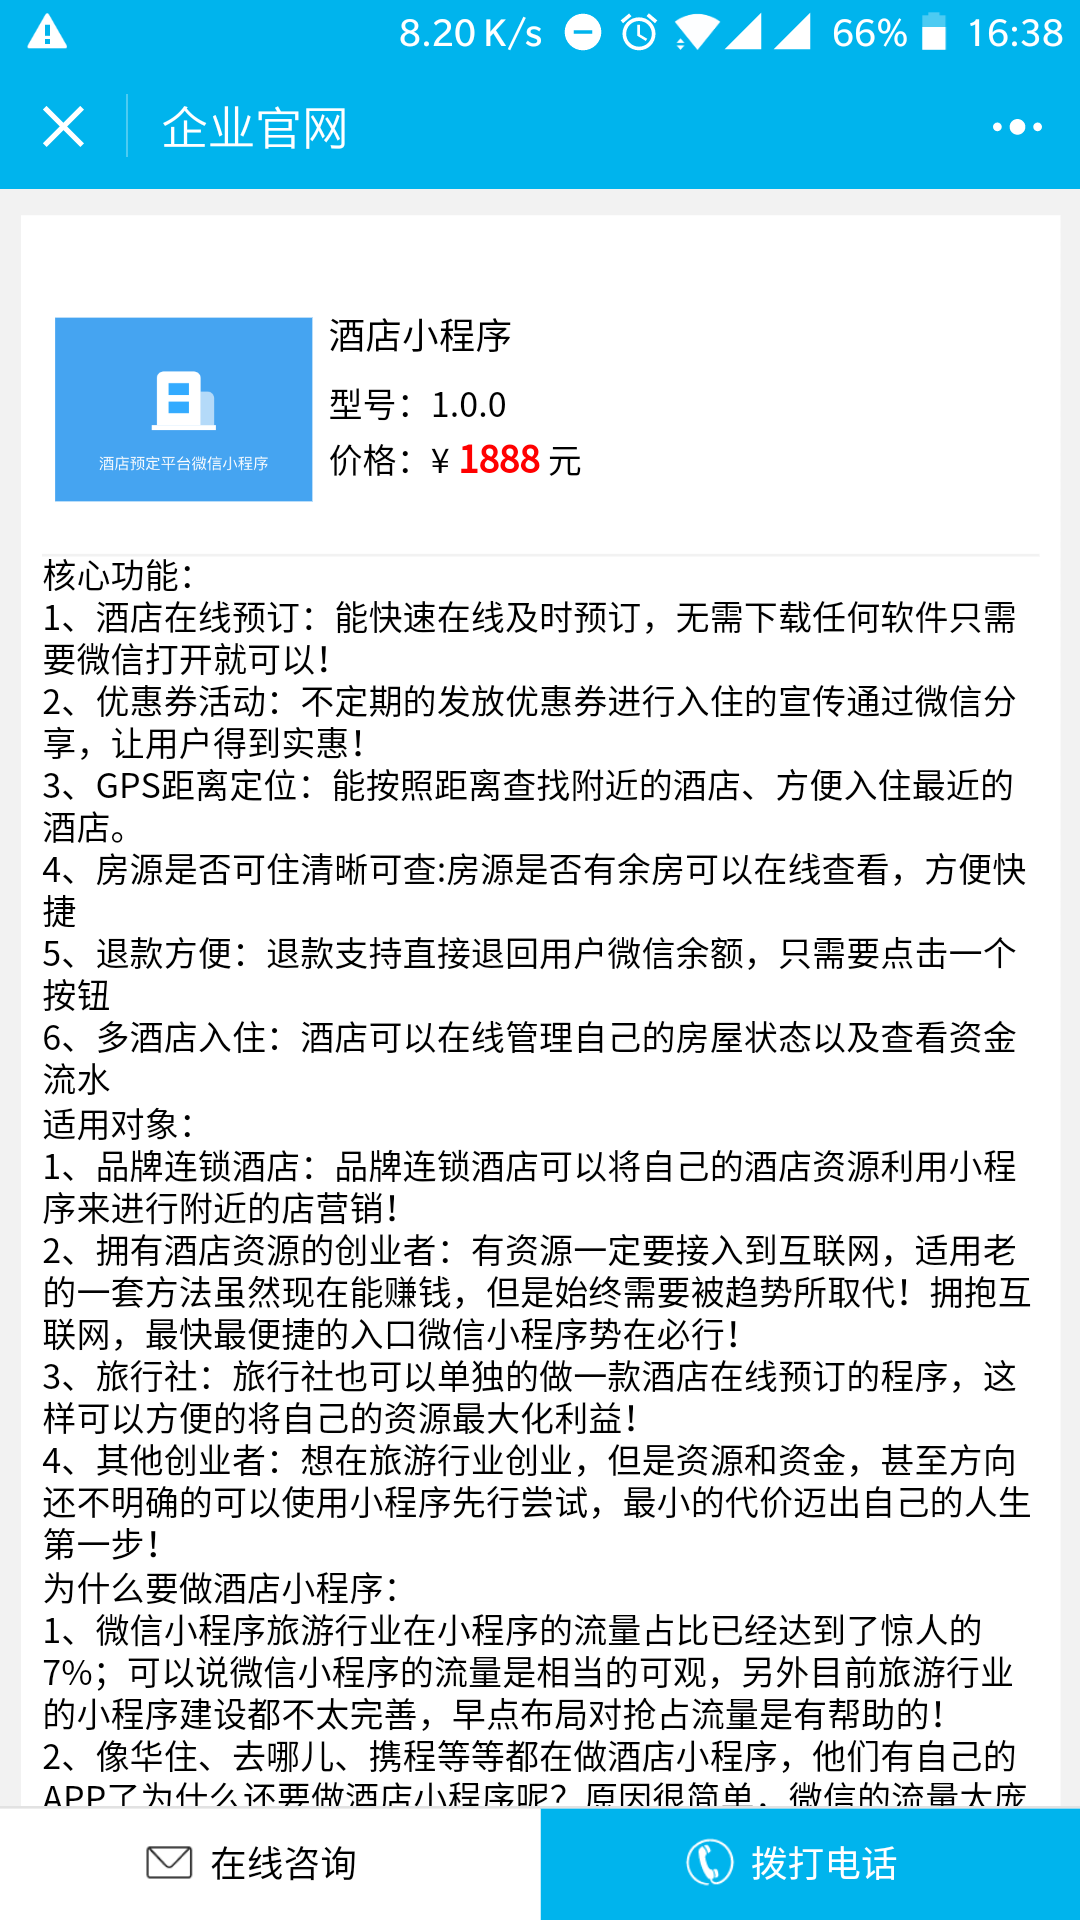 8.20 K/s 66% 16:38
企业官网
酒店预定平台微信小程序
酒店小程序
型号：1.0.0
价格：¥ 1888 元
核心功能：
1、酒店在线预订：能快速在线及时预订，无需下载任何软件只需
要微信打开就可以！
2、优惠券活动：不定期的发放优惠券进行入住的宣传通过微信分
享，让用户得到实惠！
3、GPS距离定位：能按照距离查找附近的酒店、方便入住最近的
酒店。
4、房源是否可住清晰可查:房源是否有余房可以在线查看，方便快
捷
5、退款方便：退款支持直接退回用户微信余额，只需要点击一个
按钮
6、多酒店入住：酒店可以在线管理自己的房屋状态以及查看资金
流水
适用对象：
1、品牌连锁酒店：品牌连锁酒店可以将自己的酒店资源利用小程
序来进行附近的店营销！
2、拥有酒店资源的创业者：有资源一定要接入到互联网，适用老
的一套方法虽然现在能赚钱，但是始终需要被趋势所取代！拥抱互
联网，最快最便捷的入口微信小程序势在必行！
3、旅行社：旅行社也可以单独的做一款酒店在线预订的程序，这
样可以方便的将自己的资源最大化利益！
4、其他创业者：想在旅游行业创业，但是资源和资金，甚至方向
还不明确的可以使用小程序先行尝试，最小的代价迈出自己的人生
第一步！
为什么要做酒店小程序：
1、微信小程序旅游行业在小程序的流量占比已经达到了惊人的
7%；可以说微信小程序的流量是相当的可观，另外目前旅游行业
的小程序建设都不太完善，早点布局对抢占流量是有帮助的！
2、像华住、去哪儿、携程等等都在做酒店小程序，他们有自己的
APP了为什么还要做酒店小程序呢？原因很简单，微信的流量太庞
在线咨询
拨打电话